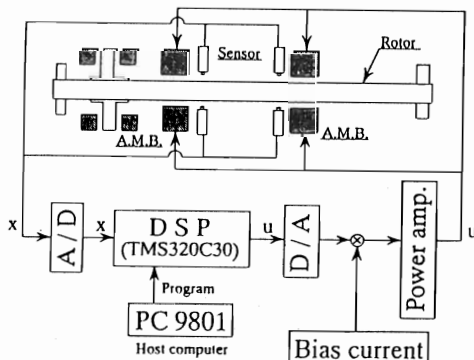 Sensor
Rotor
A.M.B.
A.M.B.
x
A/D
x
D S P
(TMS320C30)
u
D/A
Power amp.
u
Program
PC 9801
Host computer
Bias current